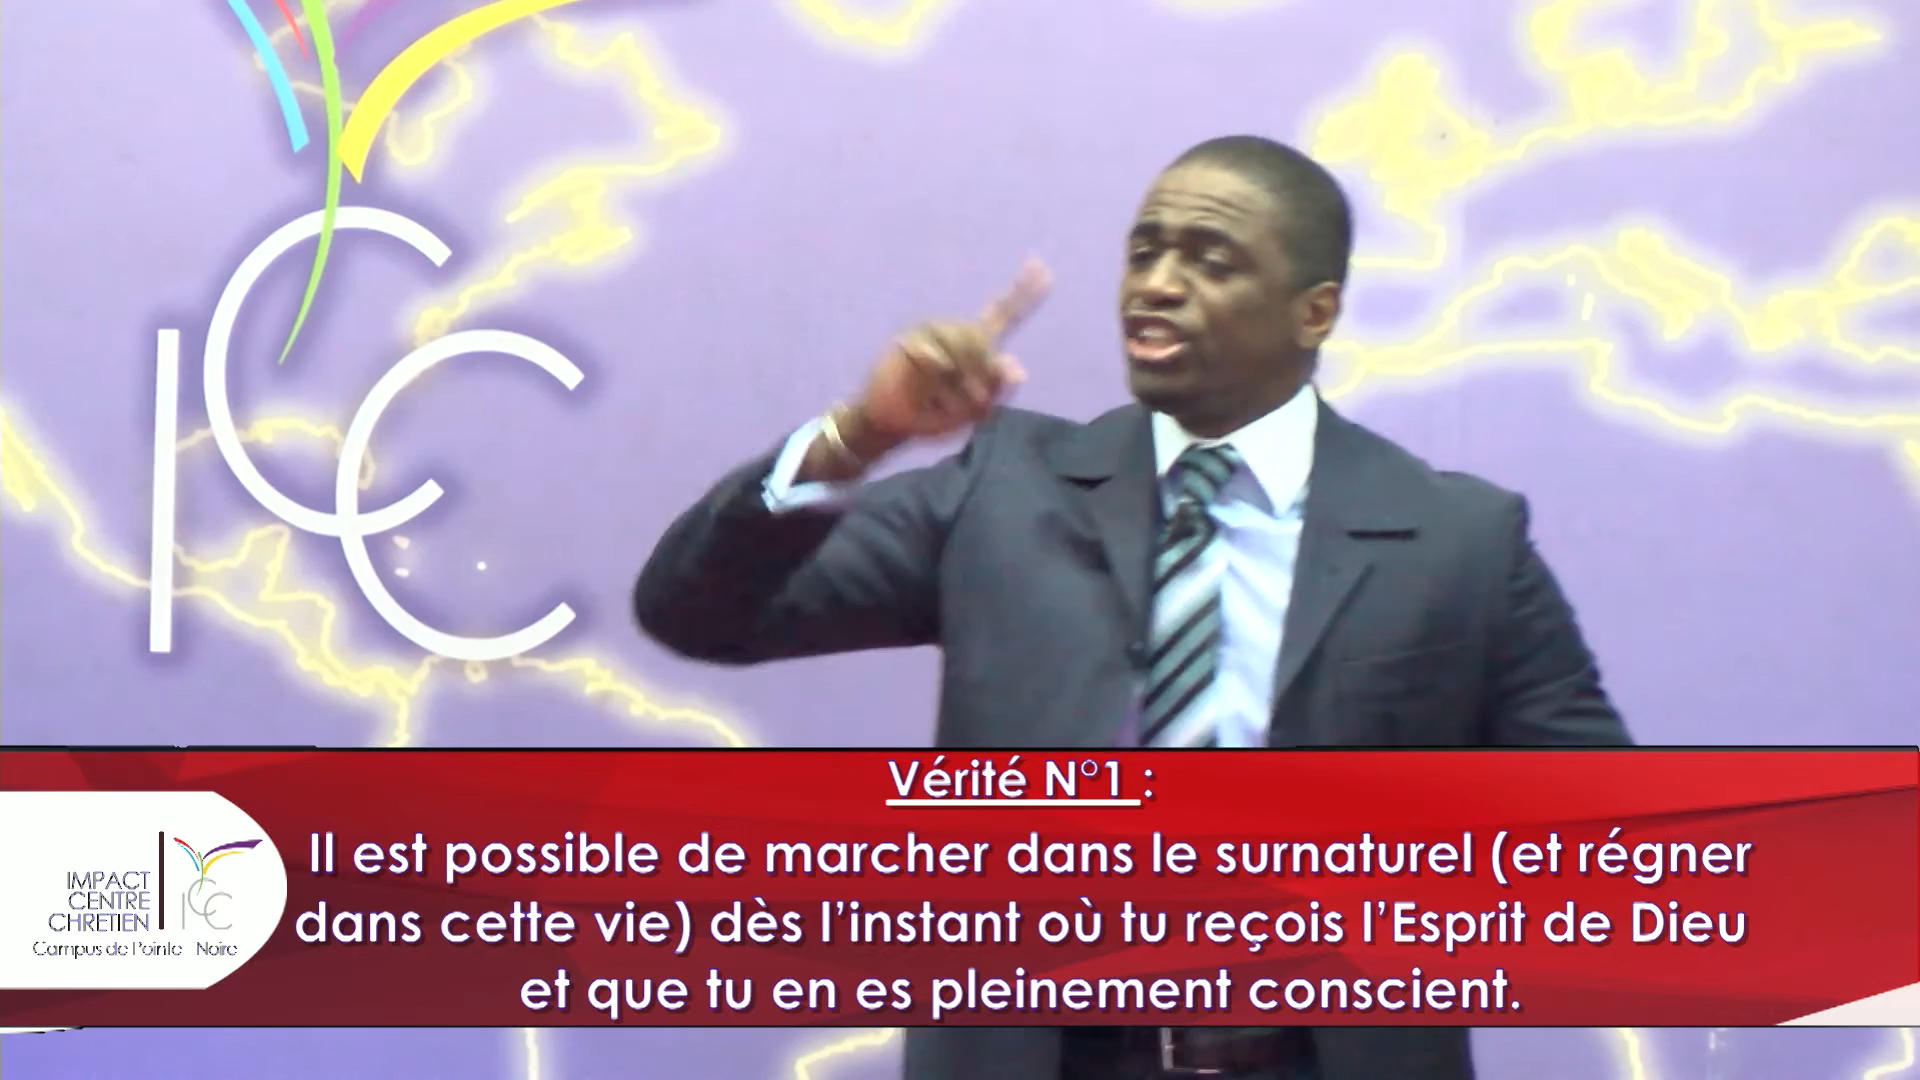 ICC
Vérité N°1 :
Il est possible de marcher dans le surnaturel (et régner
dans cette vie) dès l'instant où tu reçois l'Esprit de Dieu
et que tu en es pleinement conscient.
IMPACT
CENTRE
CHRETIEN
ICC
Campus de Pointe Noire